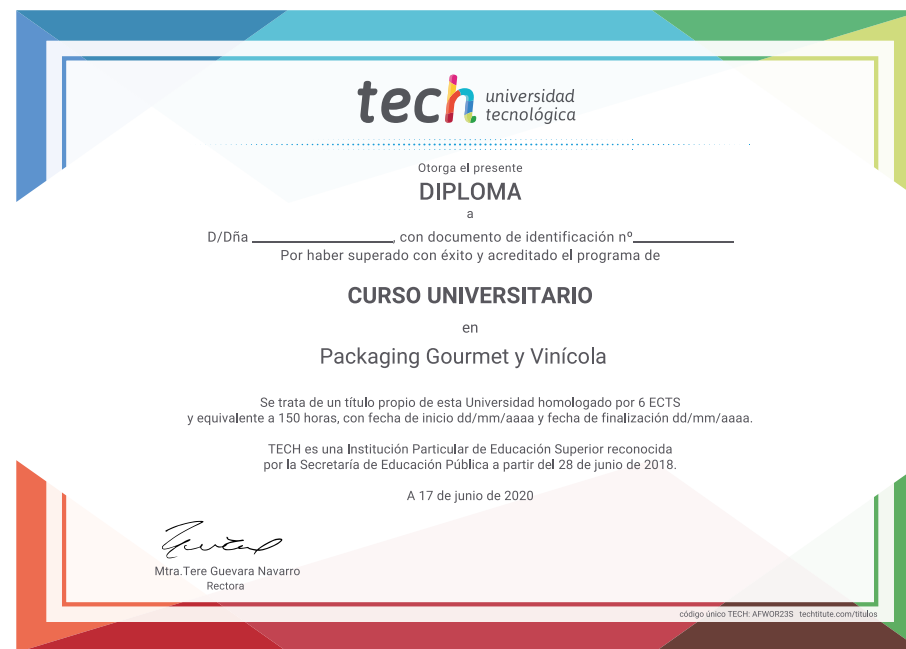 tech universidad
tecnológica
Otorga el presente
DIPLOMA
a
D/Dña ____________________, con documento de identificación nº______________
Por haber superado con éxito y acreditado el programa de
CURSO UNIVERSITARIO
en
Packaging Gourmet y Vinícola
Se trata de un título propio de esta Universidad homologado por 6 ECTS
y equivalente a 150 horas, con fecha de inicio dd/mm/aaaa y fecha de finalización dd/mm/aaaa.
TECH es una Institución Particular de Educación Superior reconocida
por la Secretaría de Educación Pública a partir del 28 de junio de 2018.
A 17 de junio de 2020
Mtra.Tere Guevara Navarro
Rectora
código único TECH: AFWOR23S techtitute.com/titulos